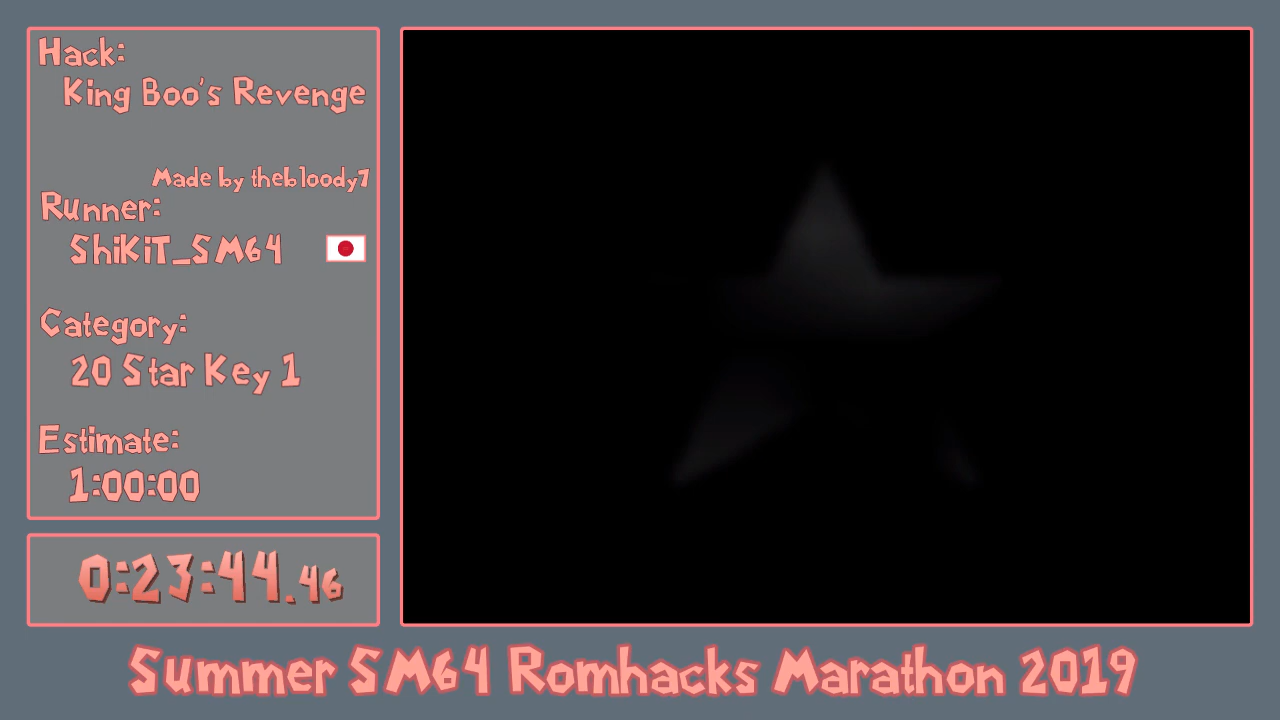 Hack:
King Boo's Revenge
Made by thebloody7
Runner:
ShiKiT_SM64
Category:
20 Star Key 1
Estimate:
1:00:00
0:23:44.46
Summer SM64 Romhacks Marathon 2019